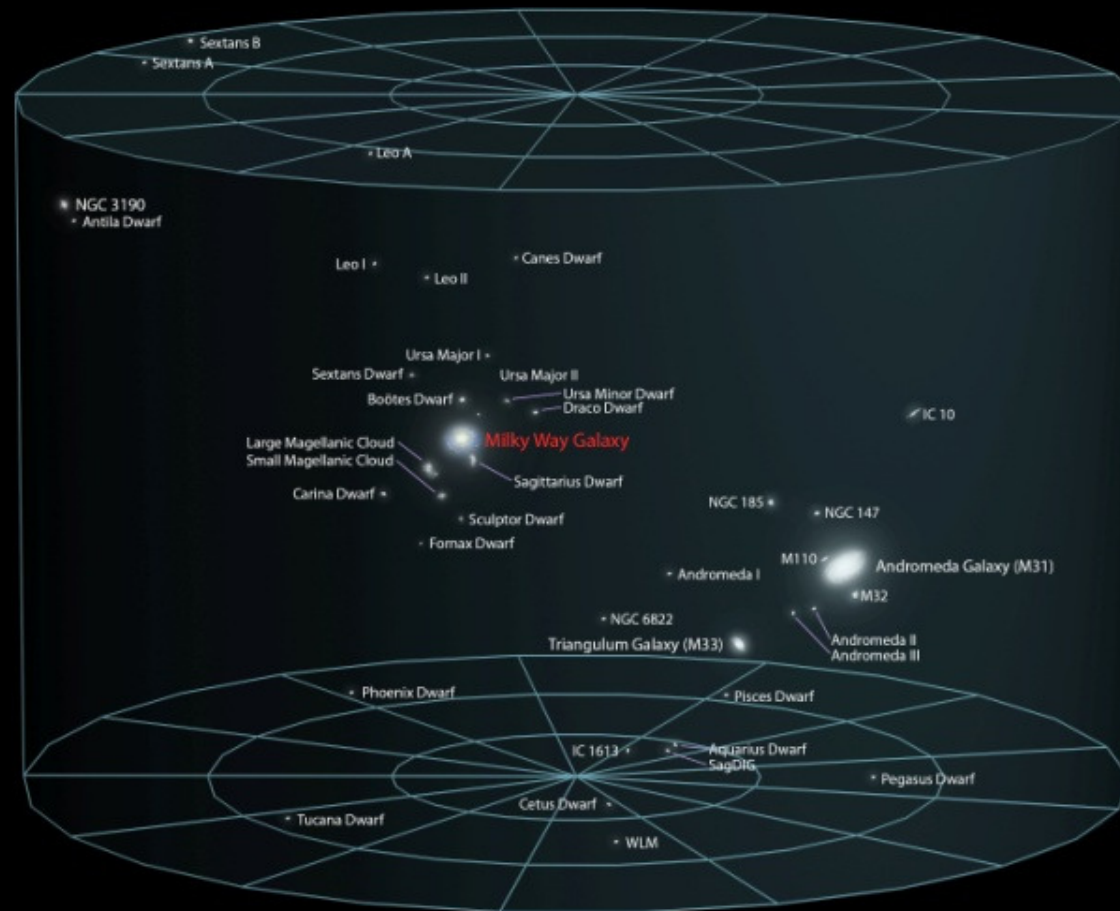 Sextans B
Sextans A
Leo A
NGC 3190
Antila Dwarf
Canes Dwarf
Leo I
Leo II
Ursa Major I
Sextans Dwarf
Ursa Major II
Ursa Minor Dwarf
Boötes Dwarf
Draco Dwarf
IC 10
Milky Way Galaxy
Large Magellanic Cloud
Small Magellanic Cloud
Sagittarius Dwarf
Carina Dwarf
NGC 185
NGC 147
Sculptor Dwarf
Fornax Dwarf
M110
Andromeda Galaxy (M31)
Andromeda I
M32
NGC 6822
Andromeda II
Triangulum Galaxy (M33)
Andromeda III
Phoenix Dwarf
Pisces Dwarf
IC 1613
Aquarius Dwarf
SagDIG
Pegasus Dwarf
Cetus Dwarf
Tucana Dwarf
WLM